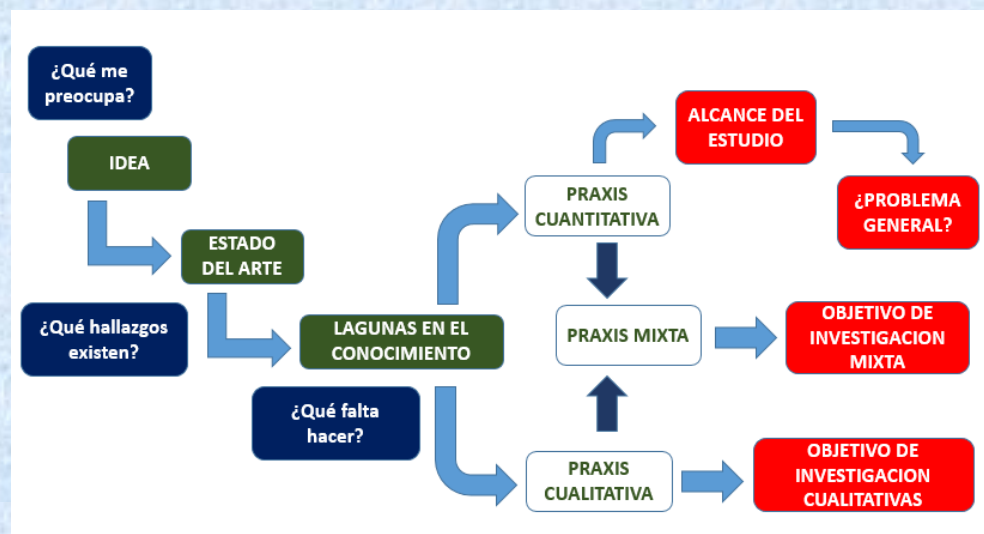 ¿Qué me
preocupa?
IDEA
ESTADO
DEL ARTE
¿Qué hallazgos
existen?
LAGUNAS EN EL
CONOCIMIENTO
¿Qué falta
hacer?
PRAXIS
CUANTITATIVA
ALCANCE DEL
ESTUDIO
¿PROBLEMA
GENERAL?
PRAXIS MIXTA
OBJETIVO DE
INVESTIGACION
MIXTA
PRAXIS
CUALITATIVA
OBJETIVO DE
INVESTIGACION
CUALITATIVAS